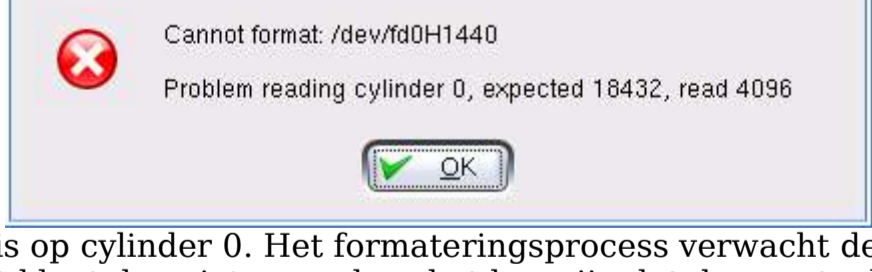 Cannot format: /dev/fd0H1440
Problem reading cylinder 0, expected 18432, read 4096
OK
is op cylinder 0. Het formateringsprocess verwacht de